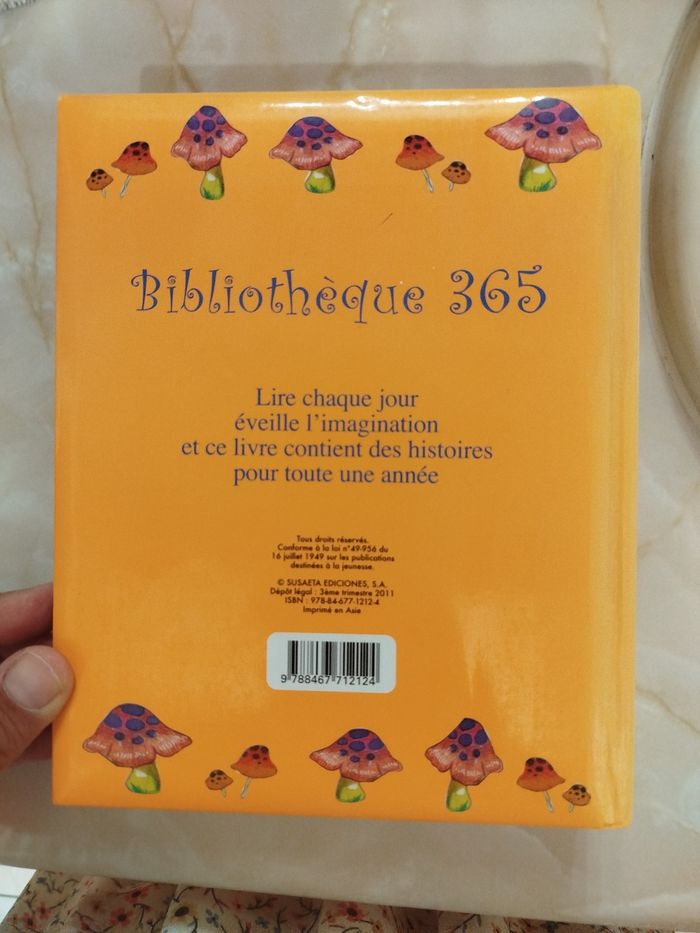 Bibliothèque 365
Lire chaque jour
éveille l'imagination
et ce livre contient des histoires
pour toute une année
Tous droits réservés.
Conforme à la loi n°49-956 du
16 juillet 1949 sur les publications
destinées à la jeunesse.
© SUSAETA EDICIONES, S.A.
Dépôt légal : 3ème trimestre 2011
ISBN : 978-84-677-1212-4
Imprimé en Asie
9 788467 712124